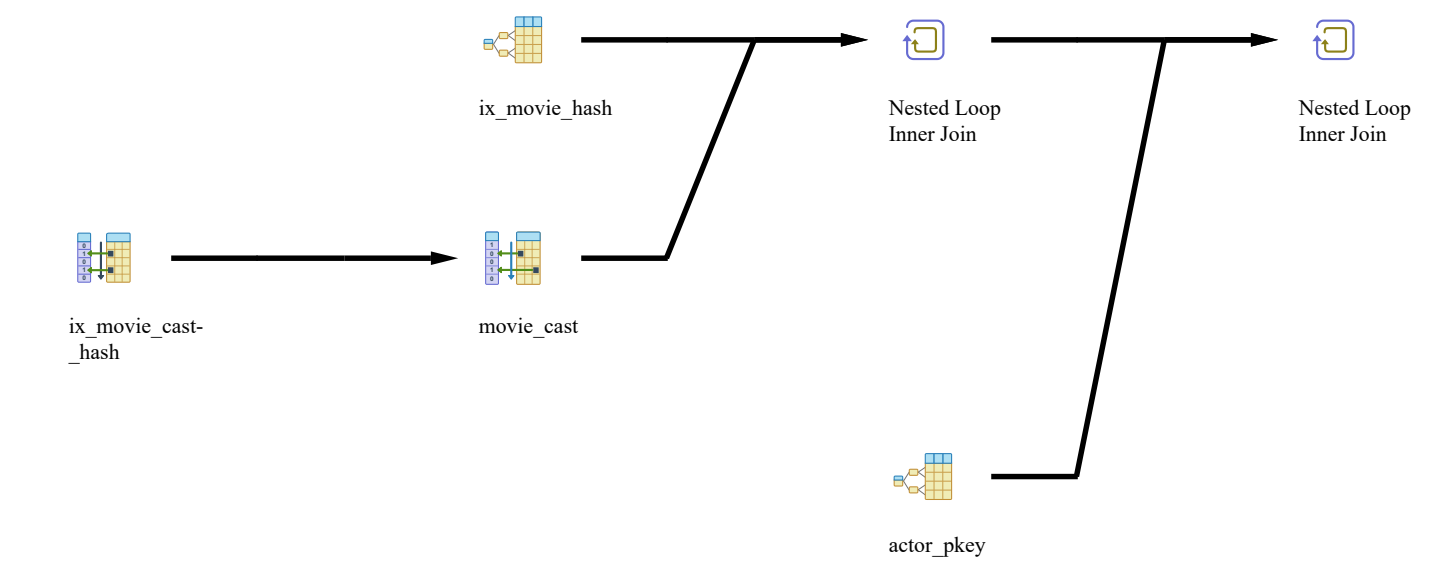 ix_movie_hash
Nested Loop
Inner Join
Nested Loop
Inner Join
ix_movie_cast-
_hash
movie_cast
actor_pkey